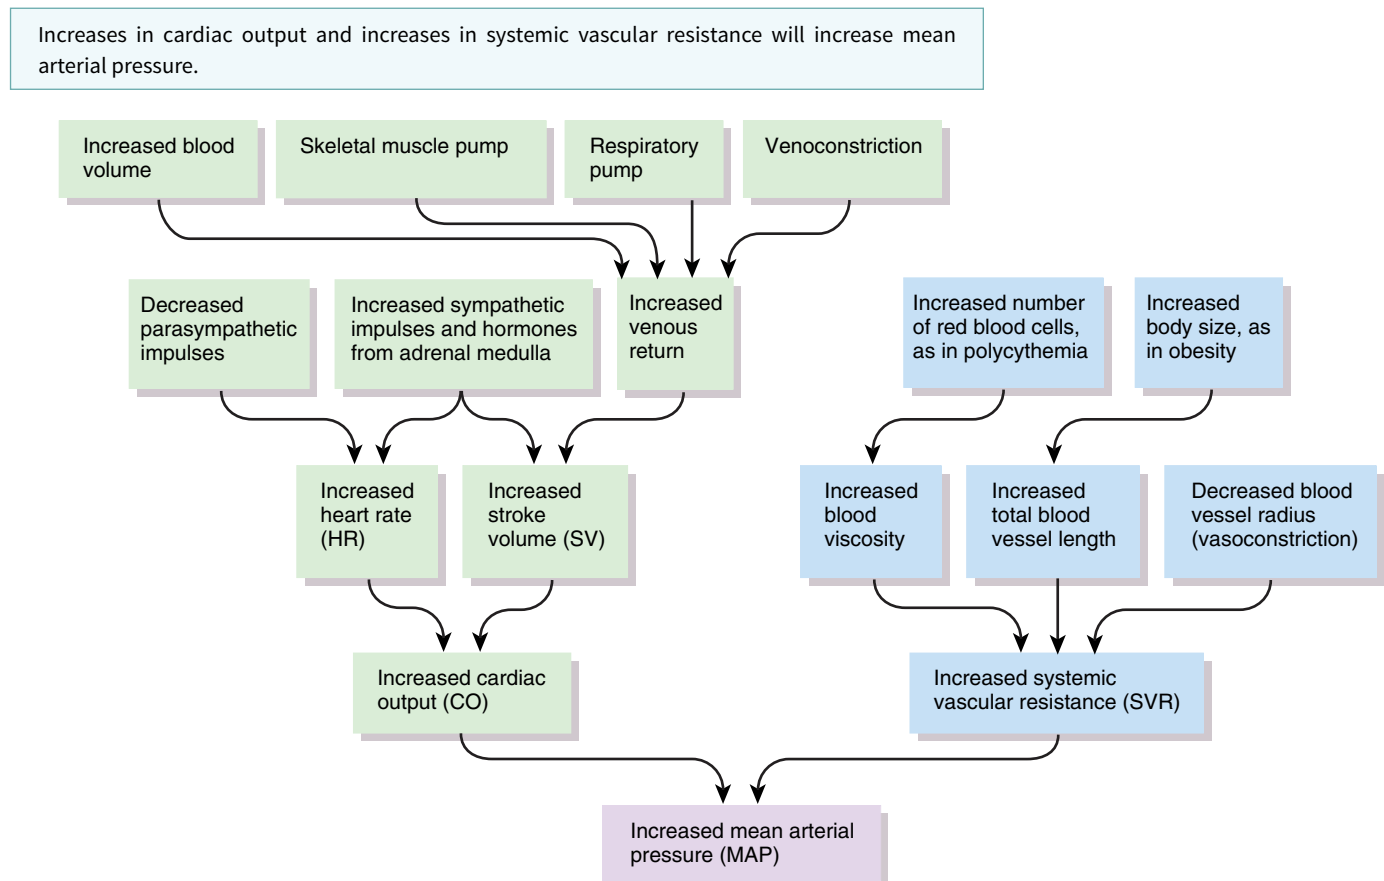 Increases in cardiac output and increases in systemic vascular resistance will increase mean
arterial pressure.
Increased blood
volume
Skeletal muscle pump
Respiratory
pump
Venoconstriction
Decreased
parasympathetic
impulses
Increased sympathetic
impulses and hormones
from adrenal medulla
Increased
venous
return
Increased number
of red blood cells,
as in polycythemia
Increased
body size, as
in obesity
Increased
heart rate
(HR)
Increased
stroke
volume (SV)
Increased
blood
viscosity
Increased
total blood
vessel length
Decreased blood
vessel radius
(vasoconstriction)
Increased cardiac
output (CO)
Increased systemic
vascular resistance (SVR)
Increased mean arterial
pressure (MAP)